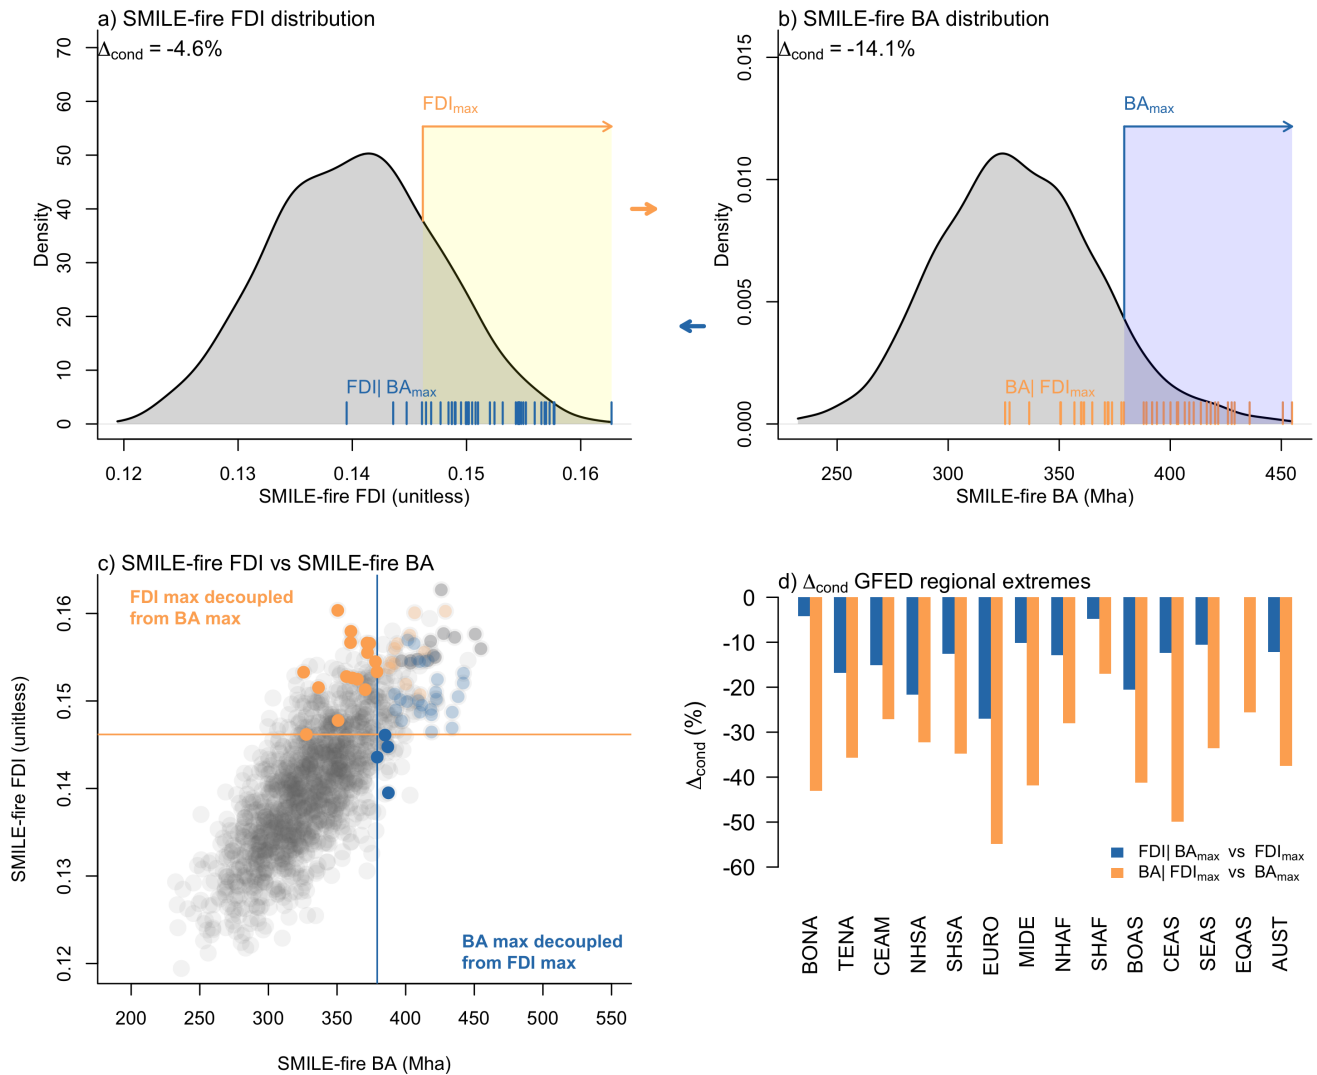 a) SMILE-fire FDI distribution
Δcond = -4.6%
70
60
50
40
30
20
10
0
Density
FDImax
FDI| BAmax
0.12 0.13 0.14 0.15 0.16
SMILE-fire FDI (unitless)
b) SMILE-fire BA distribution
Δcond = -14.1%
0.015
0.010
0.005
0.000
Density
BAmax
BA| FDImax
250 300 350 400 450
SMILE-fire BA (Mha)
c) SMILE-fire FDI vs SMILE-fire BA
FDI max decoupled
from BA max
0.16
0.15
0.14
0.13
0.12
SMILE-fire FDI (unitless)
BA max decoupled
from FDI max
200 250 300 350 400 450 500 550
SMILE-fire BA (Mha)
d) Δcond GFED regional extremes
0
-10
-20
-30
-40
-50
-60
Δcond (%)
FDI| BAmax vs FDImax
BA| FDImax vs BAmax
BONA TENA CEAM NHSA SHSA EURO MIDE NHAF SHAF BOAS CEAS SEAS EQAS AUST